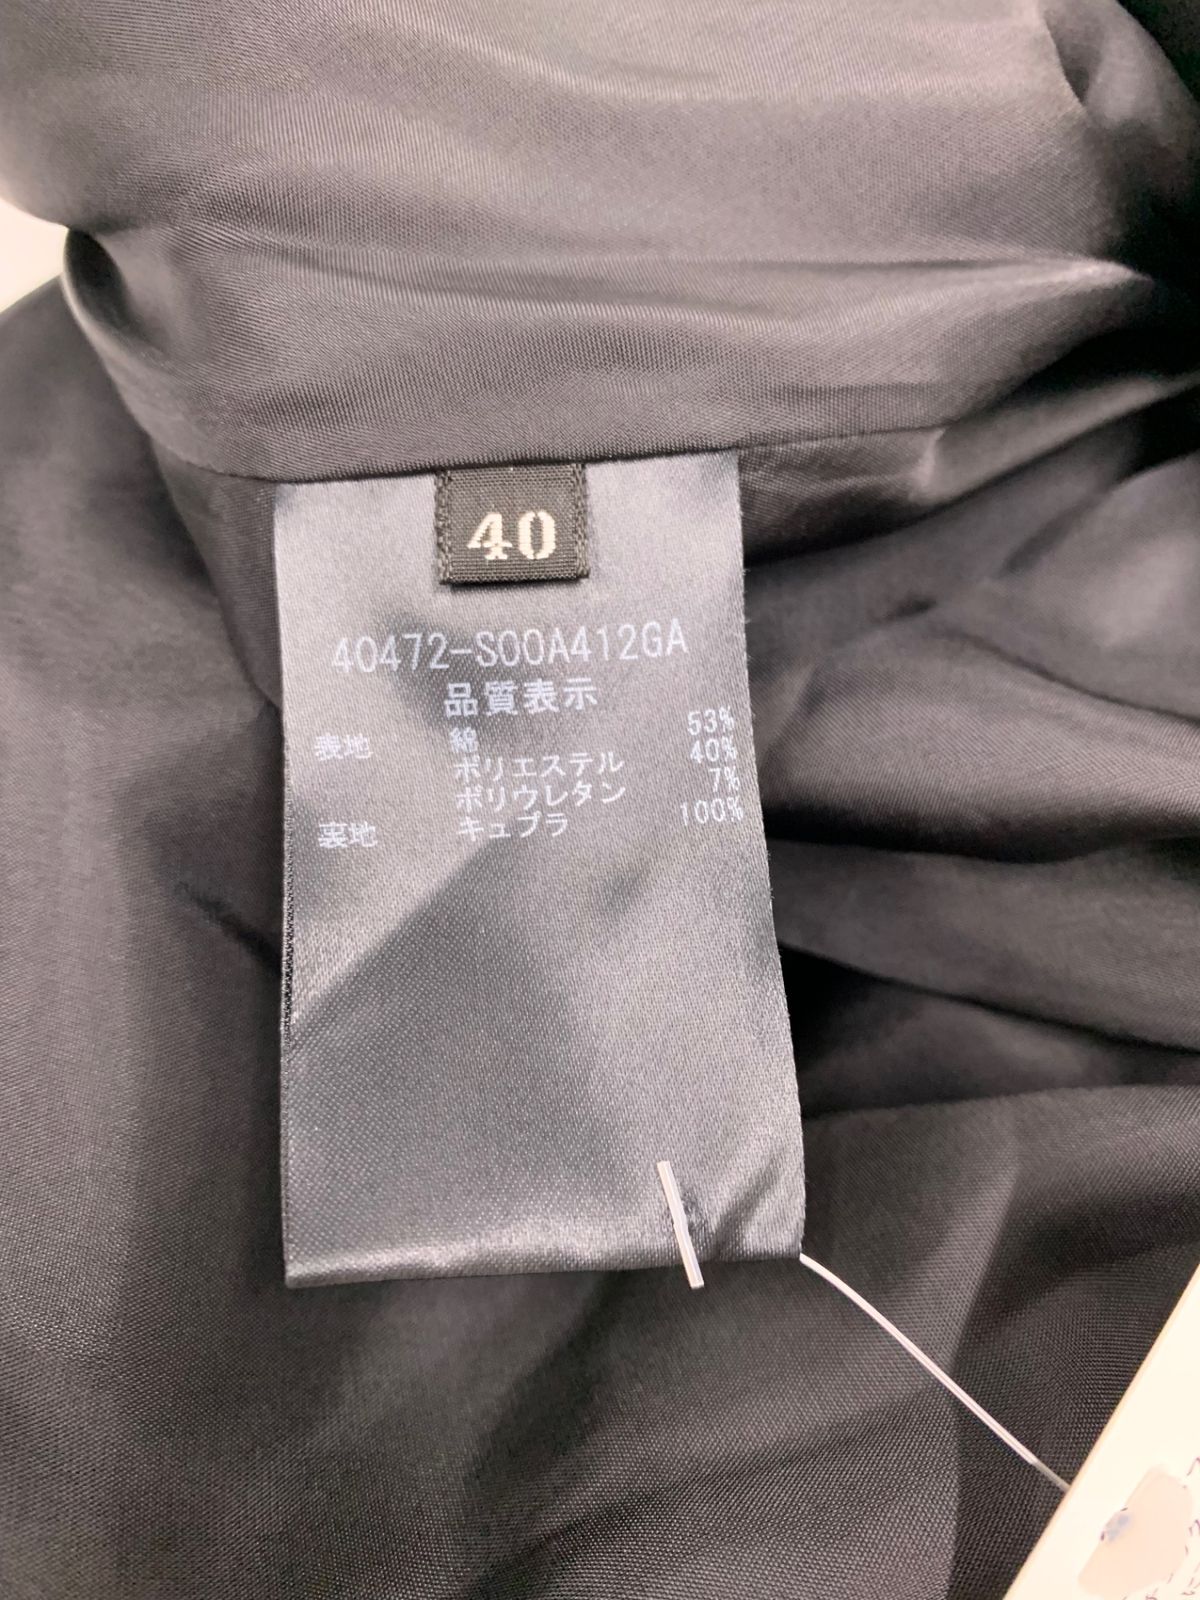 40
40472-S00A412GA
品質表示
表地 綿 53%
ポリエステル 40%
ポリウレタン 7%
裏地 キュプラ 100%